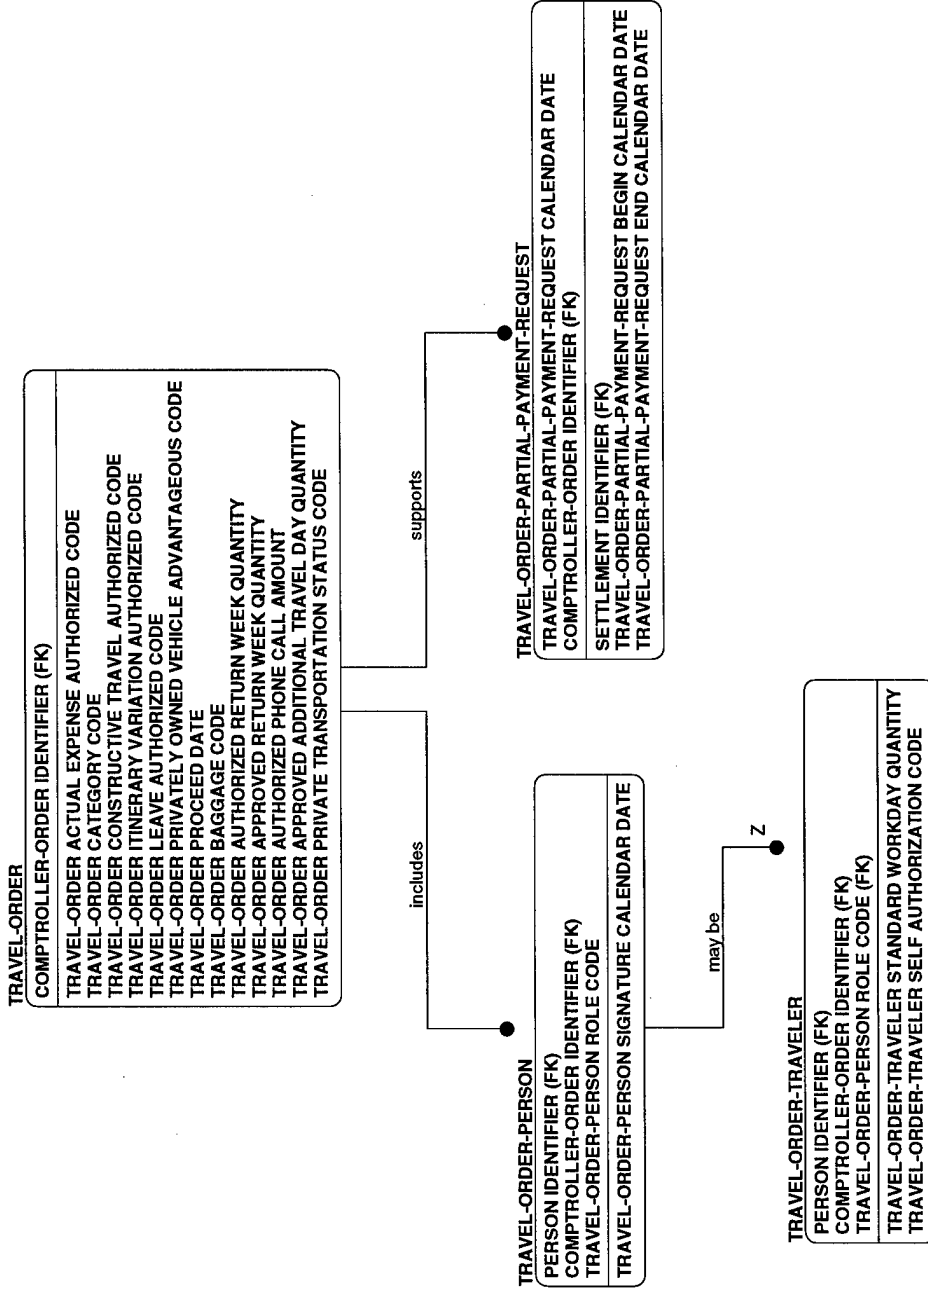 TRAVEL-ORDER
COMPTROLLER-ORDER IDENTIFIER (FK)
TRAVEL-ORDER ACTUAL EXPENSE AUTHORIZED CODE
TRAVEL-ORDER CATEGORY CODE
TRAVEL-ORDER CONSTRUCTIVE TRAVEL AUTHORIZED CODE
TRAVEL-ORDER ITINERARY VARIATION AUTHORIZED CODE
TRAVEL-ORDER LEAVE AUTHORIZED CODE
TRAVEL-ORDER PRIVATELY OWNED VEHICLE ADVANTAGEOUS CODE
TRAVEL-ORDER PROCEED DATE
TRAVEL-ORDER BAGGAGE CODE
TRAVEL-ORDER AUTHORIZED RETURN WEEK QUANTITY
TRAVEL-ORDER APPROVED RETURN WEEK QUANTITY
TRAVEL-ORDER AUTHORIZED PHONE CALL AMOUNT
TRAVEL-ORDER APPROVED ADDITIONAL TRAVEL DAY QUANTITY
TRAVEL-ORDER PRIVATE TRANSPORTATION STATUS CODE
includes
supports
TRAVEL-ORDER-PERSON
PERSON IDENTIFIER (FK)
COMPTROLLER-ORDER IDENTIFIER (FK)
TRAVEL-ORDER-PERSON ROLE CODE
TRAVEL-ORDER-PERSON SIGNATURE CALENDAR DATE
TRAVEL-ORDER-PARTIAL-PAYMENT-REQUEST
TRAVEL-ORDER-PARTIAL-PAYMENT-REQUEST CALENDAR DATE
COMPTROLLER-ORDER IDENTIFIER (FK)
SETTLEMENT IDENTIFIER (FK)
TRAVEL-ORDER-PARTIAL-PAYMENT-REQUEST BEGIN CALENDAR DATE
TRAVEL-ORDER-PARTIAL-PAYMENT-REQUEST END CALENDAR DATE
may be
Z
TRAVEL-ORDER-TRAVELER
PERSON IDENTIFIER (FK)
COMPTROLLER-ORDER IDENTIFIER (FK)
TRAVEL-ORDER-PERSON ROLE CODE (FK)
TRAVEL-ORDER-TRAVELER STANDARD WORKDAY QUANTITY
TRAVEL-ORDER-TRAVELER SELF AUTHORIZATION CODE